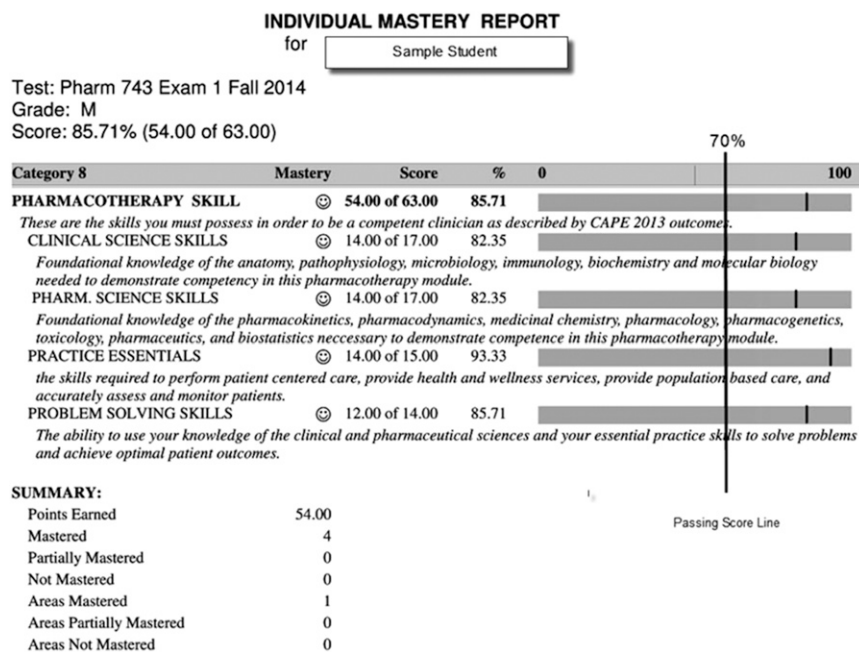 INDIVIDUAL MASTERY REPORT
for Sample Student
Test: Pharm 743 Exam 1 Fall 2014
Grade: M
Score: 85.71% (54.00 of 63.00)
70%
Category 8 Mastery Score % 0 100
PHARMACOTHERAPY SKILL ☺ 54.00 of 63.00 85.71
These are the skills you must possess in order to be a competent clinician as described by CAPE 2013 outcomes.
CLINICAL SCIENCE SKILLS ☺ 14.00 of 17.00 82.35
Foundational knowledge of the anatomy, pathophysiology, microbiology, immunology, biochemistry and molecular biology
needed to demonstrate competency in this pharmacotherapy module.
PHARM. SCIENCE SKILLS ☺ 14.00 of 17.00 82.35
Foundational knowledge of the pharmacokinetics, pharmacodynamics, medicinal chemistry, pharmacology, pharmacogenetics,
toxicology, pharmaceutics, and biostatistics neccessary to demonstrate competence in this pharmacotherapy module.
PRACTICE ESSENTIALS ☺ 14.00 of 15.00 93.33
the skills required to perform patient centered care, provide health and wellness services, provide population based care, and
accurately assess and monitor patients.
PROBLEM SOLVING SKILLS ☺ 12.00 of 14.00 85.71
The ability to use your knowledge of the clinical and pharmaceutical sciences and your essential practice skills to solve problems
and achieve optimal patient outcomes.
SUMMARY:
Points Earned 54.00
Mastered 4
Partially Mastered 0
Not Mastered 0
Areas Mastered 1
Areas Partially Mastered 0
Areas Not Mastered 0
Passing Score Line